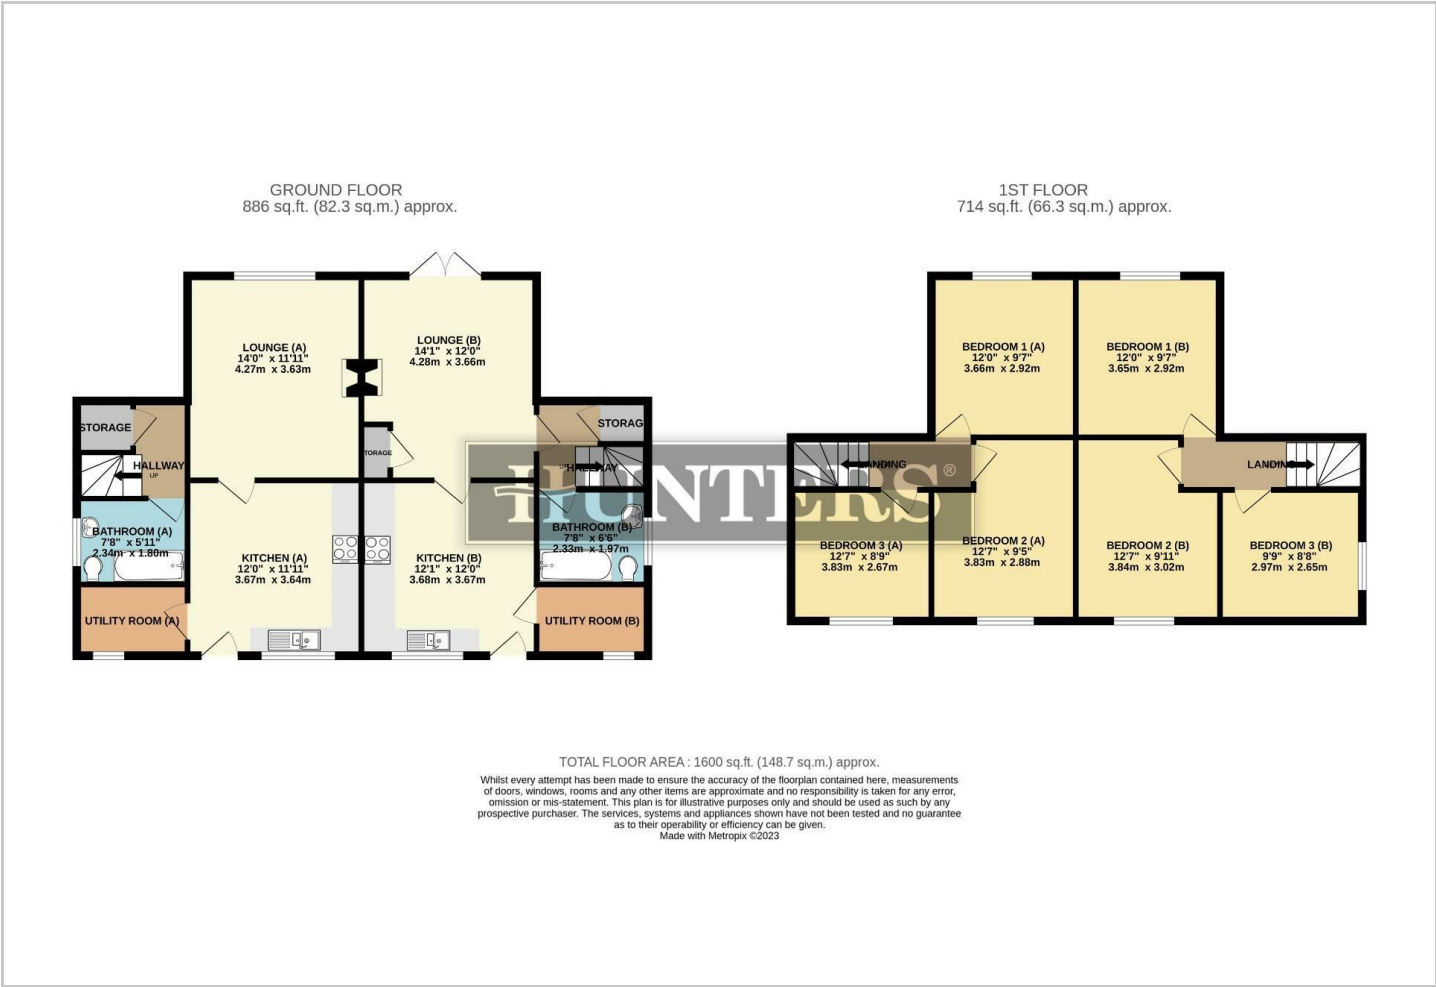 GROUND FLOOR
886 sq.ft. (82.3 sq.m.) approx.
1ST FLOOR
714 sq.ft. (66.3 sq.m.) approx.
LOUNGE (A)
14'0" x 11'11"
4.27m x 3.63m
LOUNGE (B)
14'1" x 12'0"
4.28m x 3.66m
STORAGE
HALLWAY
UP
STORAG
TORAGE
UP
HALLWAY
BATHROOM (A)
7'8" x 5'11"
2.34m x 1.80m
KITCHEN (A)
12'0" x 11'11"
3.67m x 3.64m
KITCHEN (B)
12'1" x 12'0"
3.68m x 3.67m
BATHROOM (B)
7'8" x 6'6"
2.33m x 1.97m
UTILITY ROOM (A)
UTILITY ROOM (B)
BEDROOM 1 (A)
12'0" x 9'7"
3.66m x 2.92m
BEDROOM 1 (B)
12'0" x 9'7"
3.65m x 2.92m
LANDING
LANDING
BEDROOM 3 (A)
12'7" x 8'9"
3.83m x 2.67m
BEDROOM 2 (A)
12'7" x 9'5"
3.83m x 2.88m
BEDROOM 2 (B)
12'7" x 9'11"
3.84m x 3.02m
BEDROOM 3 (B)
9'9" x 8'8"
2.97m x 2.65m
HUNTERS®
TOTAL FLOOR AREA : 1600 sq.ft. (148.7 sq.m.) approx.
Whilst every attempt has been made to ensure the accuracy of the floorplan contained here, measurements
of doors, windows, rooms and any other items are approximate and no responsibility is taken for any error,
omission or mis-statement. This plan is for illustrative purposes only and should be used as such by any
prospective purchaser. The services, systems and appliances shown have not been tested and no guarantee
as to their operability or efficiency can be given.
Made with Metropix ©2023